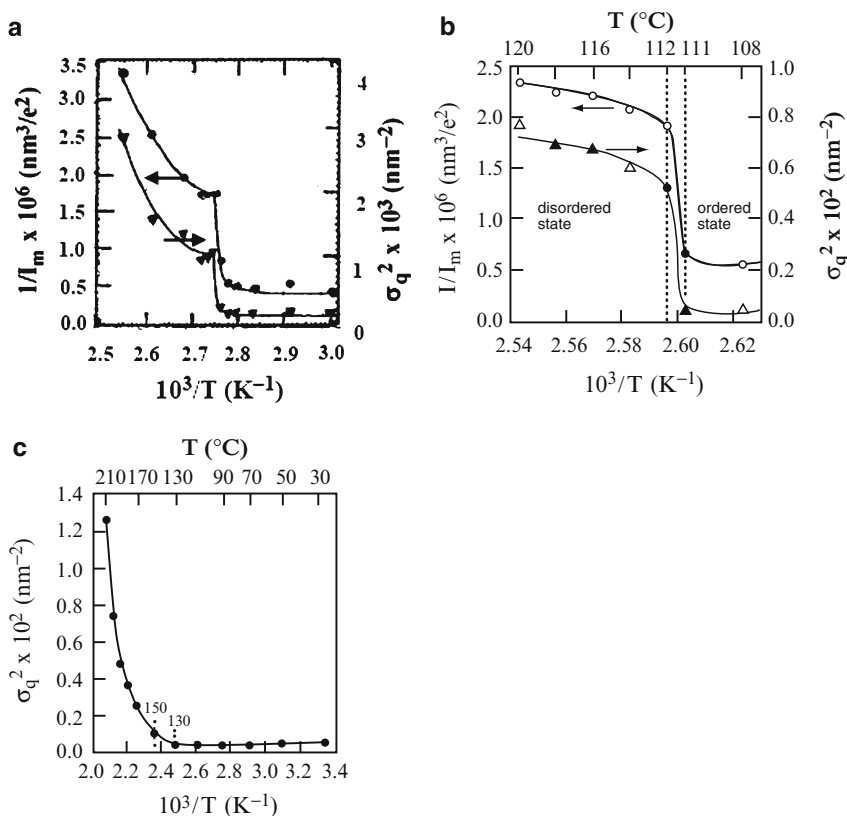 a
3.5
3.0
2.5
2.0
1.5
1.0
0.5
0.0
1/I_m x 10^6 (nm^3/e^2)
4
3
2
1
0
σ_q^2 x 10^3 (nm^-2)
2.5 2.6 2.7 2.8 2.9 3.0
10^3/T (K^-1)
b
T (°C)
120 116 112 111 108
2.5
2.0
1.5
1.0
0.5
0.0
I/I_m x 10^6 (nm^3/e^2)
disordered
state
ordered
state
1.0
0.8
0.6
0.4
0.2
0.0
σ_q^2 x 10^2 (nm^-2)
2.54 2.56 2.58 2.60 2.62
10^3/T (K^-1)
c
T (°C)
210 170 130 90 70 50 30
1.4
1.2
1.0
0.8
0.6
0.4
0.2
0.0
σ_q^2 x 10^2 (nm^-2)
150
130
2.0 2.2 2.4 2.6 2.8 3.0 3.2 3.4
10^3/T (K^-1)